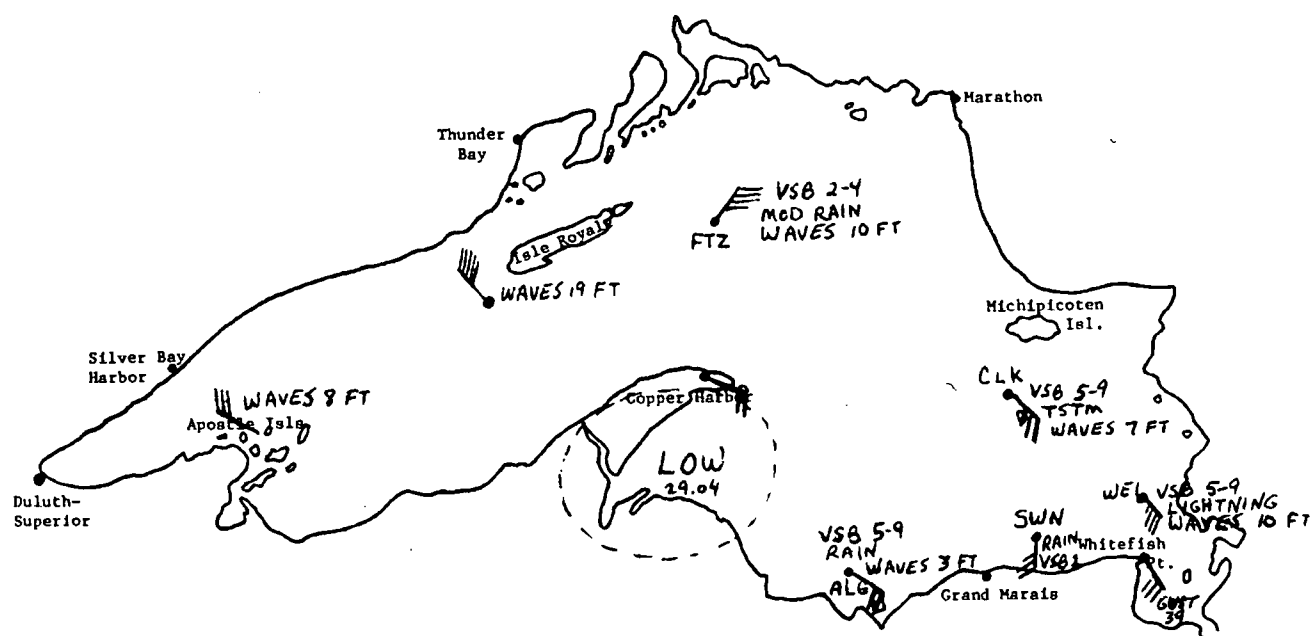 Marathon
Thunder
Bay
VSB 2-4
MOD RAIN
WAVES 10 FT
FTZ
Isle Royale
WAVES 19 FT
Michipicoten
Isl.
Silver Bay
Harbor
WAVES 8 FT
Apostle Isls
Copper Harbor
CLK
VSB 5-9
TSTM
WAVES 7 FT
LOW
29.04
Duluth-
Superior
WEL
VSB 5-9
LIGHTNING
WAVES 10 FT
VSB 5-9
RAIN
WAVES 3 FT
ALG
SWN
RAIN
VSB 1
Whitefish
Pt.
Grand Marais
GUST
39